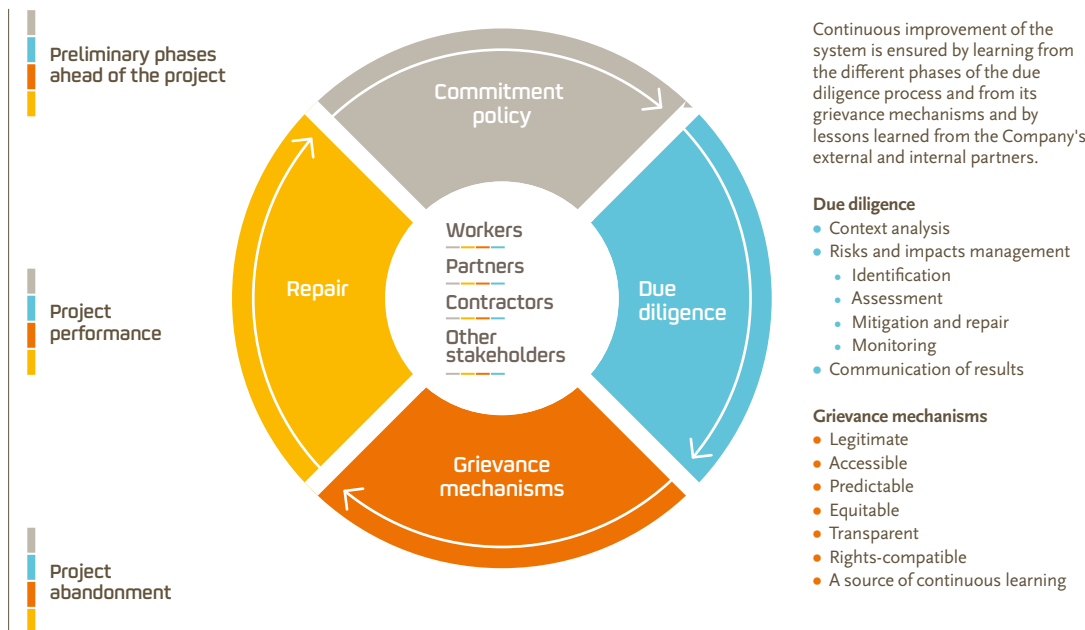 Preliminary phases
ahead of the project
Project
performance
Project
abandonment
Commitment
policy
Repair
Due
diligence
Grievance
mechanisms
Workers
Partners
Contractors
Other
stakeholders
Continuous improvement of the
system is ensured by learning from
the different phases of the due
diligence process and from its
grievance mechanisms and by
lessons learned from the Company's
external and internal partners.
Due diligence
Context analysis
Risks and impacts management
Identification
Assessment
Mitigation and repair
Monitoring
Communication of results
Grievance mechanisms
Legitimate
Accessible
Predictable
Equitable
Transparent
Rights-compatible
A source of continuous learning